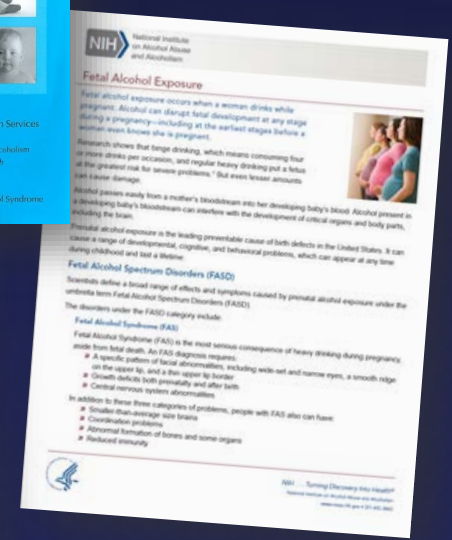 n Services
coholism
h
ol Syndrome
NIH
National Institute
on Alcohol Abuse
and Alcoholism
Fetal Alcohol Exposure
Fetal alcohol exposure occurs when a woman drinks while
pregnant. Alcohol can disrupt fetal development at any stage
during a pregnancy—including at the earliest stages before a
woman even knows she is pregnant.
Research shows that binge drinking, which means consuming four
or more drinks per occasion, and regular heavy drinking put a fetus
at the greatest risk for severe problems. But even lesser amounts
can cause damage.
Alcohol passes easily from a mother's bloodstream into her developing baby's blood. Alcohol present in
a developing baby's bloodstream can interfere with the development of critical organs and body parts,
including the brain.
Prenatal alcohol exposure is the leading preventable cause of birth defects in the United States. It can
cause a range of developmental, cognitive, and behavioral problems, which can appear at any time
during childhood and last a lifetime.
Fetal Alcohol Spectrum Disorders (FASD)
Scientists define a broad range of effects and symptoms caused by prenatal alcohol exposure under the
umbrella term Fetal Alcohol Spectrum Disorders (FASD).
The disorders under the FASD category include:
Fetal Alcohol Syndrome (FAS)
Fetal Alcohol Syndrome (FAS) is the most serious consequence of heavy drinking during pregnancy,
aside from fetal death. An FAS diagnosis requires:
» A specific pattern of facial abnormalities, including wide-set and narrow eyes, a smooth ridge
on the upper lip, and a thin upper lip border
» Growth deficits both prenatally and after birth
» Central nervous system abnormalities
In addition to these three categories of problems, people with FAS also can have:
» Smaller-than-average size brains
» Coordination problems
» Abnormal formation of bones and some organs
» Reduced immunity
NIH . . . Turning Discovery Into Health®
National Institute on Alcohol Abuse and Alcoholism